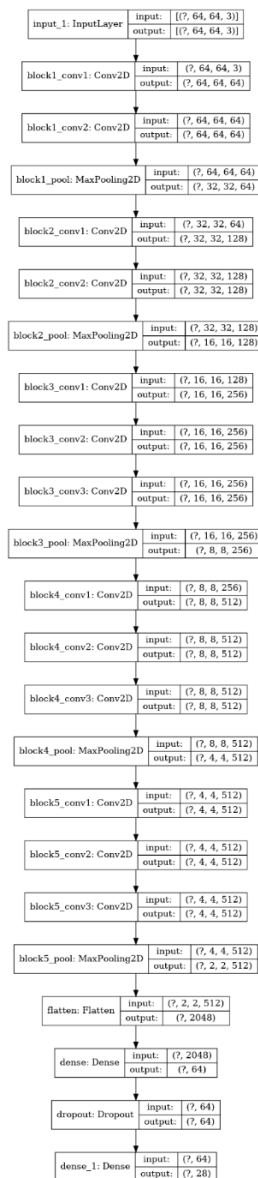 input_1: InputLayer input: [(?, 64, 64, 3)]
output: [(?, 64, 64, 3)]
block1_conv1: Conv2D input: (?, 64, 64, 3)
output: (?, 64, 64, 64)
block1_conv2: Conv2D input: (?, 64, 64, 64)
output: (?, 64, 64, 64)
block1_pool: MaxPooling2D input: (?, 64, 64, 64)
output: (?, 32, 32, 64)
block2_conv1: Conv2D input: (?, 32, 32, 64)
output: (?, 32, 32, 128)
block2_conv2: Conv2D input: (?, 32, 32, 128)
output: (?, 32, 32, 128)
block2_pool: MaxPooling2D input: (?, 32, 32, 128)
output: (?, 16, 16, 128)
block3_conv1: Conv2D input: (?, 16, 16, 128)
output: (?, 16, 16, 256)
block3_conv2: Conv2D input: (?, 16, 16, 256)
output: (?, 16, 16, 256)
block3_conv3: Conv2D input: (?, 16, 16, 256)
output: (?, 16, 16, 256)
block3_pool: MaxPooling2D input: (?, 16, 16, 256)
output: (?, 8, 8, 256)
block4_conv1: Conv2D input: (?, 8, 8, 256)
output: (?, 8, 8, 512)
block4_conv2: Conv2D input: (?, 8, 8, 512)
output: (?, 8, 8, 512)
block4_conv3: Conv2D input: (?, 8, 8, 512)
output: (?, 8, 8, 512)
block4_pool: MaxPooling2D input: (?, 8, 8, 512)
output: (?, 4, 4, 512)
block5_conv1: Conv2D input: (?, 4, 4, 512)
output: (?, 4, 4, 512)
block5_conv2: Conv2D input: (?, 4, 4, 512)
output: (?, 4, 4, 512)
block5_conv3: Conv2D input: (?, 4, 4, 512)
output: (?, 4, 4, 512)
block5_pool: MaxPooling2D input: (?, 4, 4, 512)
output: (?, 2, 2, 512)
flatten: Flatten input: (?, 2, 2, 512)
output: (?, 2048)
dense: Dense input: (?, 2048)
output: (?, 64)
dropout: Dropout input: (?, 64)
output: (?, 64)
dense_1: Dense input: (?, 64)
output: (?, 28)